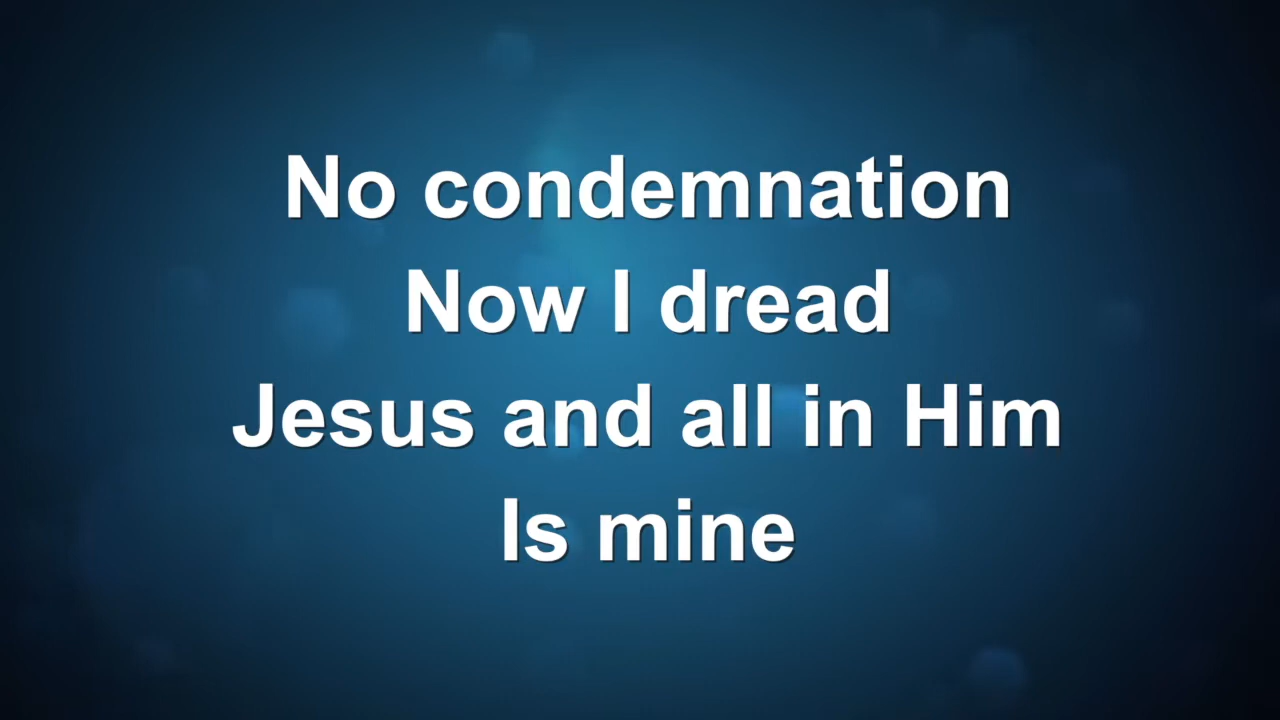 No condemnation
Now I dread
Jesus and all in Him
Is mine